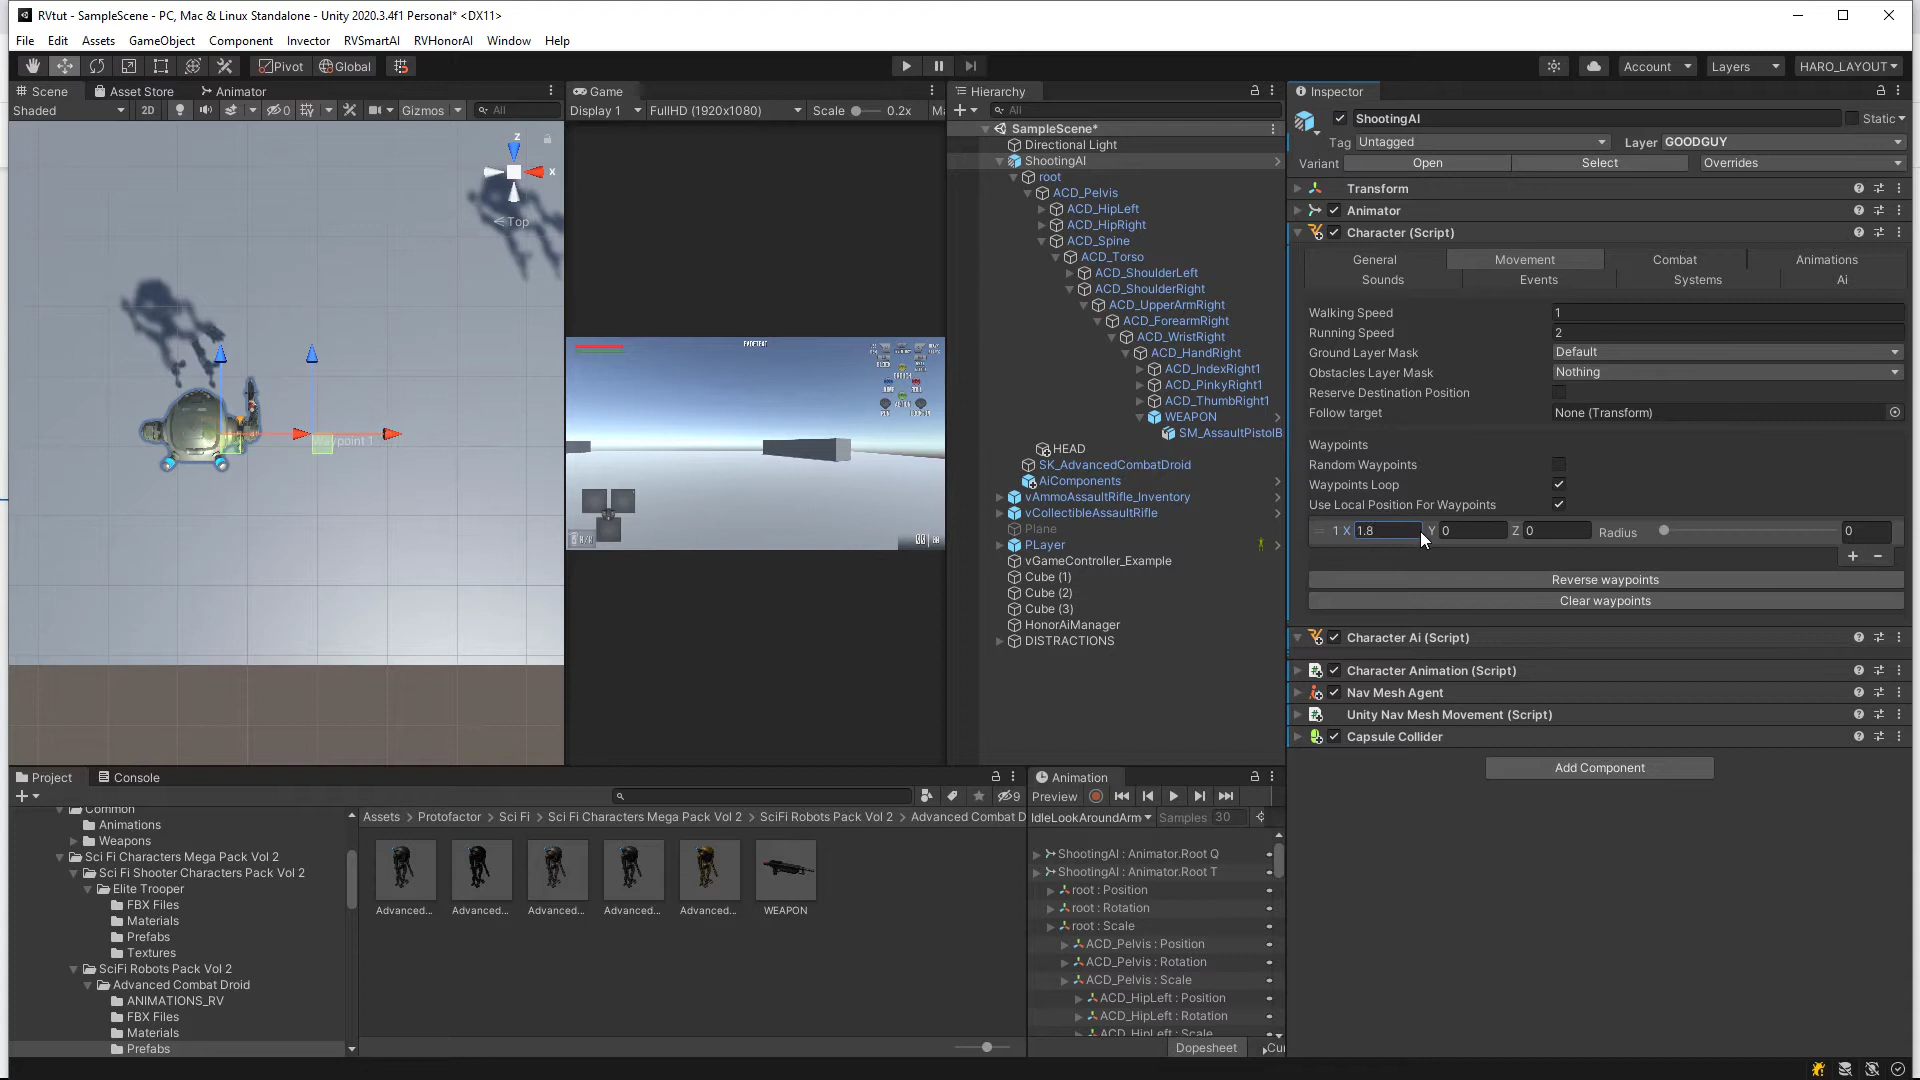 RVtut - SampleScene - PC, Mac & Linux Standalone - Unity 2020.3.4f1 Personal* <DX11>
File Edit Assets GameObject Component Invector RVSmartAI RVHonorAI Window Help
Pivot Global Account Layers HARO_LAYOUT
Scene Asset Store Animator
Shaded 2D 0 Gizmos All
z
x
Top
Waypoint 1
Game
Display 1 FullHD (1920x1080) Scale 0.2x
Hierarchy
All
SampleScene*
Directional Light
ShootingAI
root
ACD_Pelvis
ACD_HipLeft
ACD_HipRight
ACD_Spine
ACD_Torso
ACD_ShoulderLeft
ACD_ShoulderRight
ACD_UpperArmRight
ACD_ForearmRight
ACD_WristRight
ACD_HandRight
ACD_IndexRight1
ACD_PinkyRight1
ACD_ThumbRight1
WEAPON
SM_AssaultPistolB
HEAD
SK_AdvancedCombatDroid
AiComponents
vAmmoAssaultRifle_Inventory
vCollectibleAssaultRifle
Plane
PLayer
vGameController_Example
Cube (1)
Cube (2)
Cube (3)
HonorAiManager
DISTRACTIONS
Inspector
ShootingAI Static
Tag Untagged Layer GOODGUY
Variant Open Select Overrides
Transform
Animator
Character (Script)
General Movement Combat Animations
Sounds Events Systems Ai
Walking Speed 1
Running Speed 2
Ground Layer Mask Default
Obstacles Layer Mask Nothing
Reserve Destination Position
Follow target None (Transform)
Waypoints
Random Waypoints
Waypoints Loop
Use Local Position For Waypoints
1 X 1.8 Y 0 Z 0 Radius 0
Reverse waypoints
Clear waypoints
Character Ai (Script)
Character Animation (Script)
Nav Mesh Agent
Unity Nav Mesh Movement (Script)
Capsule Collider
Add Component
Project Console
9
Common
Animations
Weapons
Sci Fi Characters Mega Pack Vol 2
Sci Fi Shooter Characters Pack Vol 2
Elite Trooper
FBX Files
Materials
Prefabs
Textures
SciFi Robots Pack Vol 2
Advanced Combat Droid
ANIMATIONS_RV
FBX Files
Materials
Prefabs
Assets Protofactor Sci Fi Sci Fi Characters Mega Pack Vol 2 SciFi Robots Pack Vol 2 Advanced Combat D
Advanced... Advanced... Advanced... Advanced... Advanced... WEAPON
Animation
Preview
IdleLookAroundArm Samples 30
ShootingAI : Animator.Root Q
ShootingAI : Animator.Root T
root : Position
root : Rotation
root : Scale
ACD_Pelvis : Position
ACD_Pelvis : Rotation
ACD_Pelvis : Scale
ACD_HipLeft : Position
ACD_HipLeft : Rotation
ACD_HipLeft : Scale
Dopesheet Cu